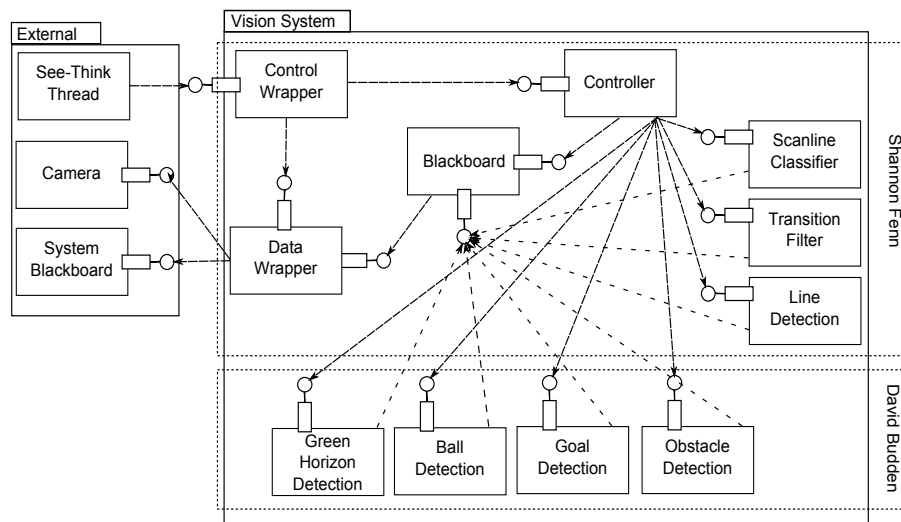 External
Vision System
See-Think
Thread
Control
Wrapper
Controller
Camera
Blackboard
Scanline
Classifier
System
Blackboard
Data
Wrapper
Transition
Filter
Line
Detection
Green
Horizon
Detection
Ball
Detection
Goal
Detection
Obstacle
Detection
Shannon Fenn
David Budden